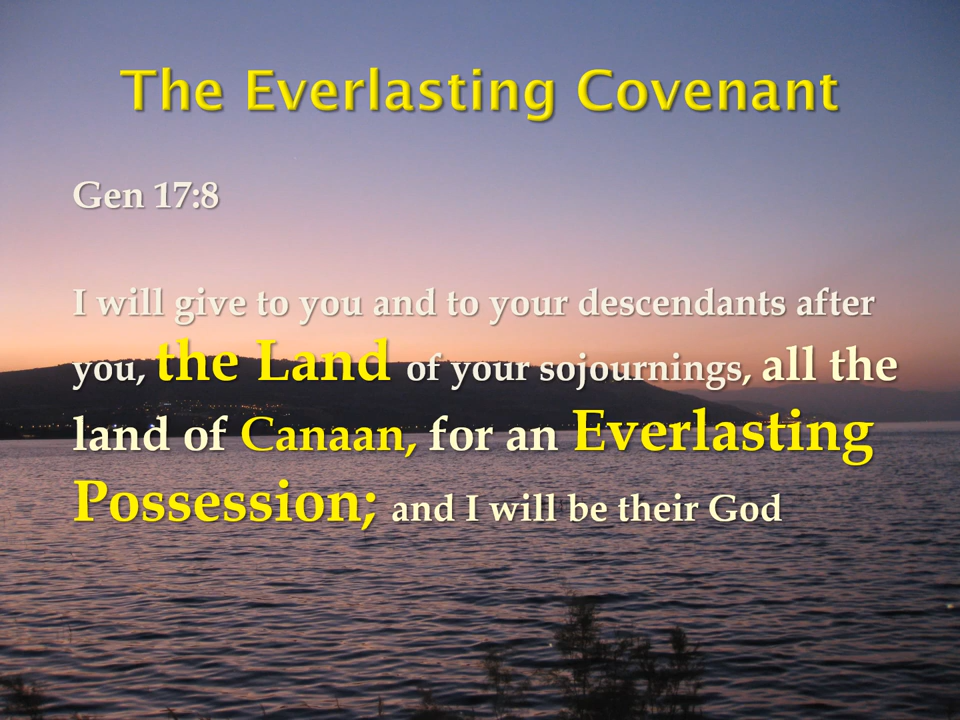 The Everlasting Covenant
Gen 17:8
I will give to you and to your descendants after
you, the Land of your sojournings, all the
land of Canaan, for an Everlasting
Possession; and I will be their God